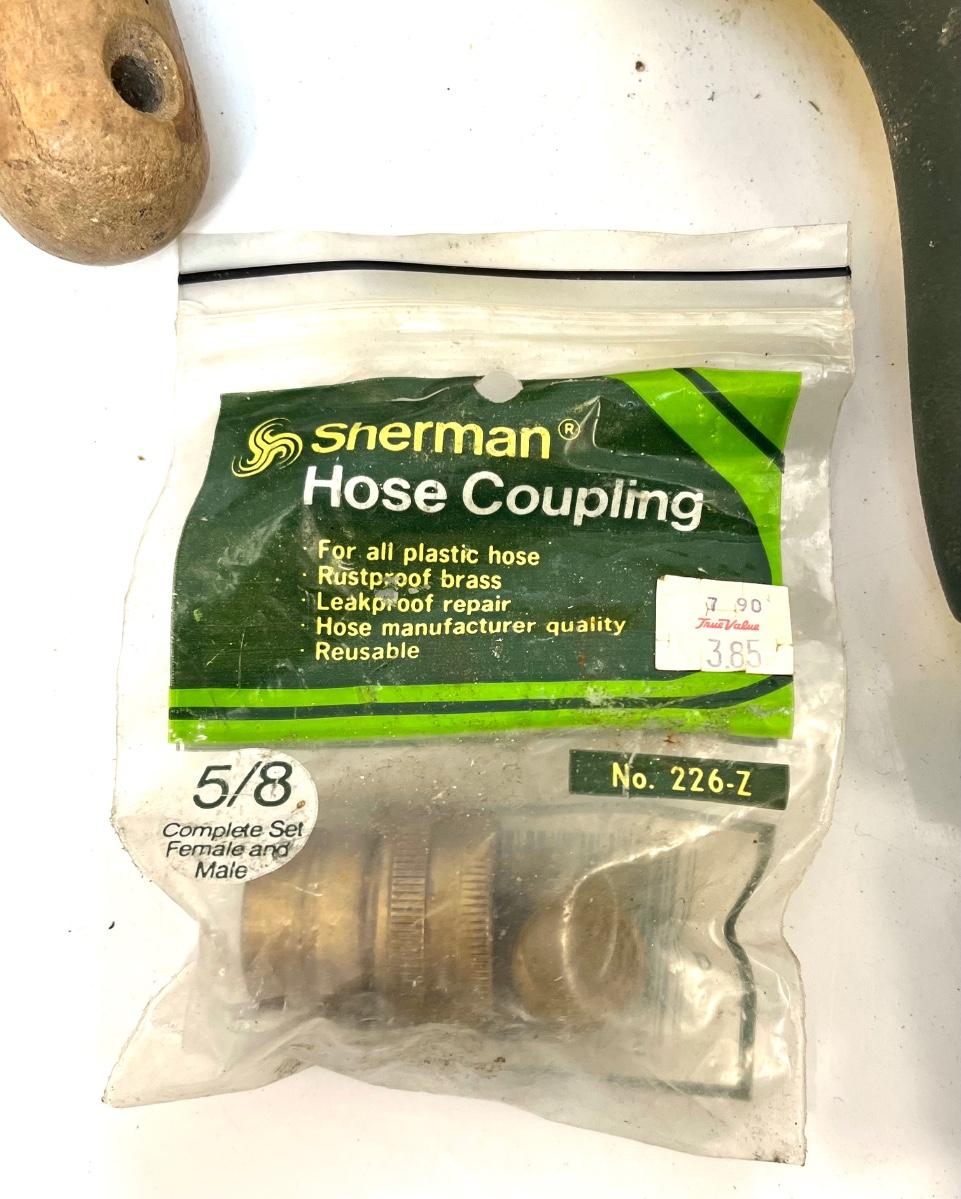 Sherman®
Hose Coupling
· For all plastic hose
· Rustproof brass
· Leakproof repair
· Hose manufacturer quality
· Reusable
7 90
True Value
3.85
5/8
Complete Set
Female and
Male
No. 226-Z